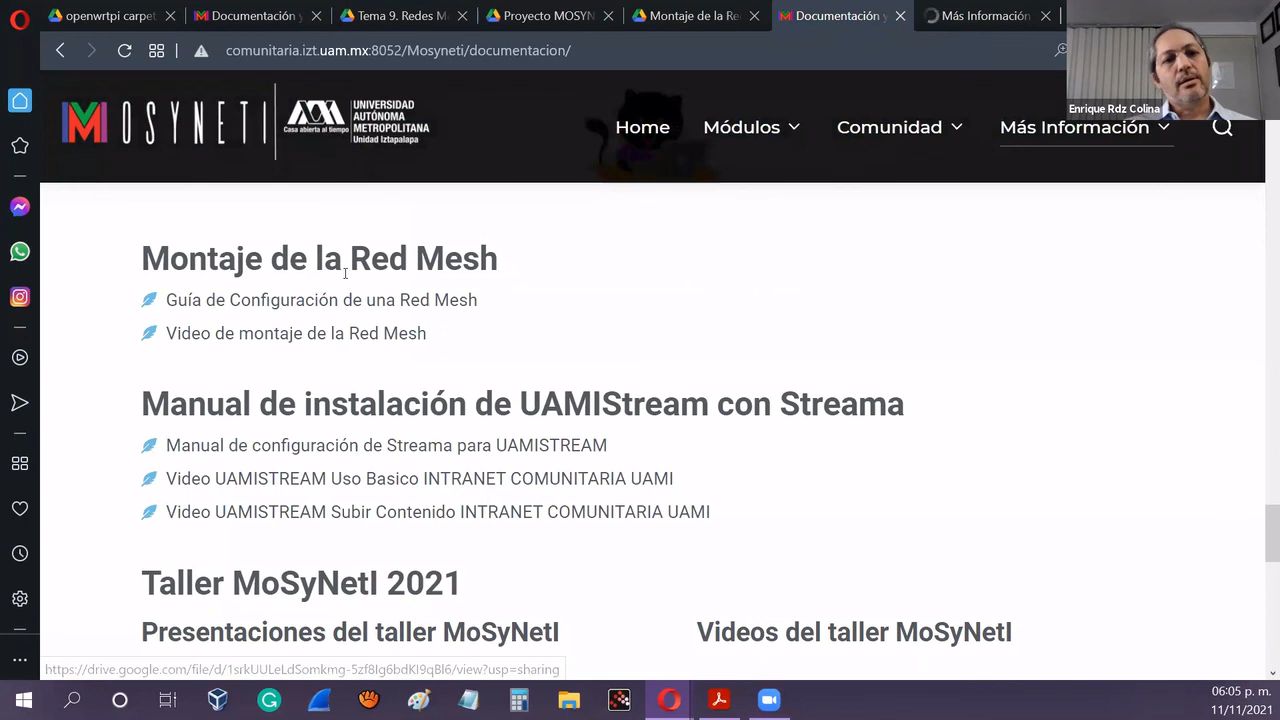 openwrtpi carpet
Documentación y
Tema 9. Redes M
Proyecto MOSYN
Montaje de la Re
Documentación y
Más Información
comunitaria.izt.uam.mx:8052/Mosyneti/documentacion/
Enrique Rdz Colina
MOSYNETI
Casa abierta al tiempo
UNIVERSIDAD
AUTÓNOMA
METROPOLITANA
Unidad Iztapalapa
Home
Módulos
Comunidad
Más Información
Montaje de la Red Mesh
Guía de Configuración de una Red Mesh
Video de montaje de la Red Mesh
Manual de instalación de UAMIStream con Streama
Manual de configuración de Streama para UAMISTREAM
Video UAMISTREAM Uso Basico INTRANET COMUNITARIA UAMI
Video UAMISTREAM Subir Contenido INTRANET COMUNITARIA UAMI
Taller MoSyNetI 2021
Presentaciones del taller MoSyNetI
Videos del taller MoSyNetI
https://drive.google.com/file/d/1srkUULeLdSomkmg-5zf8Ig6bdKI9qBl6/view?usp=sharing
06:05 p. m.
11/11/2021